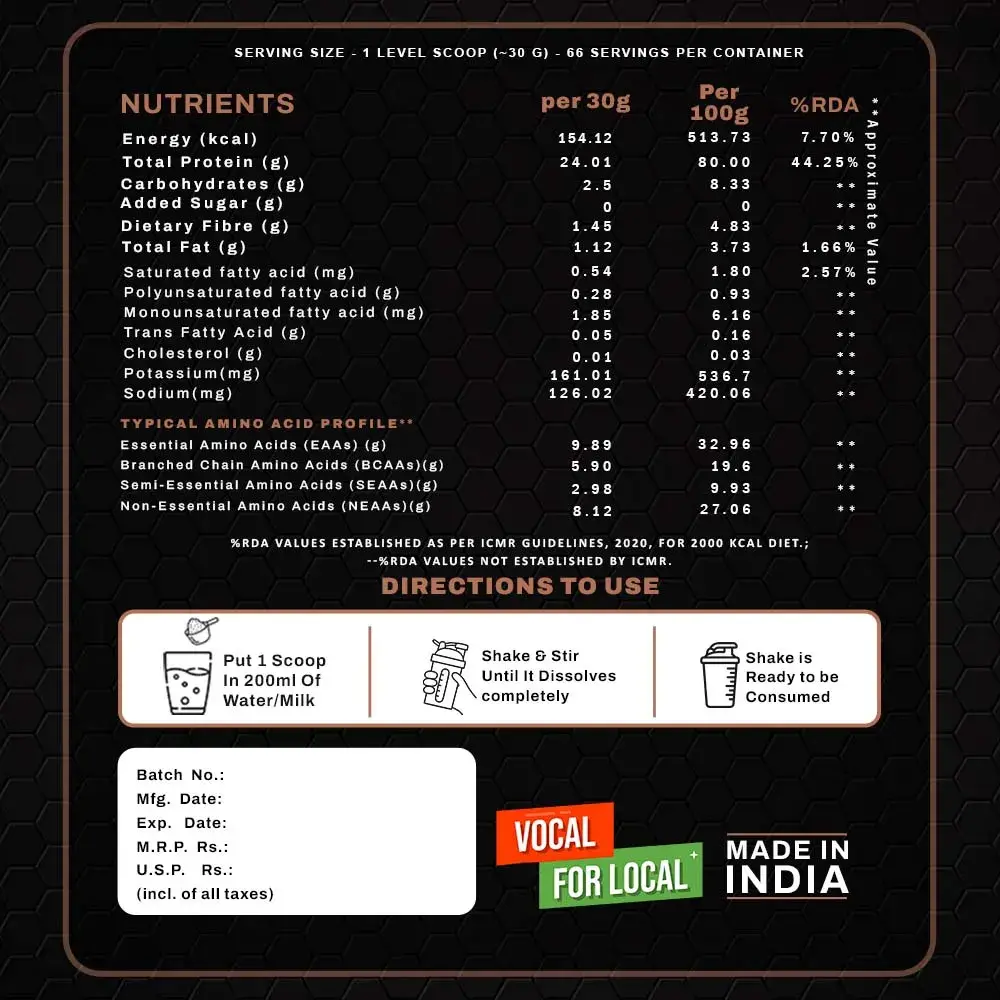 SERVING SIZE - 1 LEVEL SCOOP (~30 G) - 66 SERVINGS PER CONTAINER
NUTRIENTS per 30g Per 100g %RDA
Energy (kcal) 154.12 513.73 7.70%
Total Protein (g) 24.01 80.00 44.25%
Carbohydrates (g) 2.5 8.33 **
Added Sugar (g) 0 0 **
Dietary Fibre (g) 1.45 4.83 **
Total Fat (g) 1.12 3.73 1.66%
Saturated fatty acid (mg) 0.54 1.80 2.57%
Polyunsaturated fatty acid (g) 0.28 0.93 **
Monounsaturated fatty acid (mg) 1.85 6.16 **
Trans Fatty Acid (g) 0.05 0.16 **
Cholesterol (g) 0.01 0.03 **
Potassium(mg) 161.01 536.7 **
Sodium(mg) 126.02 420.06 **
**Approximate Value
TYPICAL AMINO ACID PROFILE**
Essential Amino Acids (EAAs) (g) 9.89 32.96 **
Branched Chain Amino Acids (BCAAs)(g) 5.90 19.6 **
Semi-Essential Amino Acids (SEAAs)(g) 2.98 9.93 **
Non-Essential Amino Acids (NEAAs)(g) 8.12 27.06 **
%RDA VALUES ESTABLISHED AS PER ICMR GUIDELINES, 2020, FOR 2000 KCAL DIET.;
--%RDA VALUES NOT ESTABLISHED BY ICMR.
DIRECTIONS TO USE
Put 1 Scoop
In 200ml Of
Water/Milk
Shake & Stir
Until It Dissolves
completely
Shake is
Ready to be
Consumed
Batch No.:
Mfg. Date:
Exp. Date:
M.R.P. Rs.:
U.S.P. Rs.:
(incl. of all taxes)
VOCAL
FOR LOCAL
MADE IN
INDIA